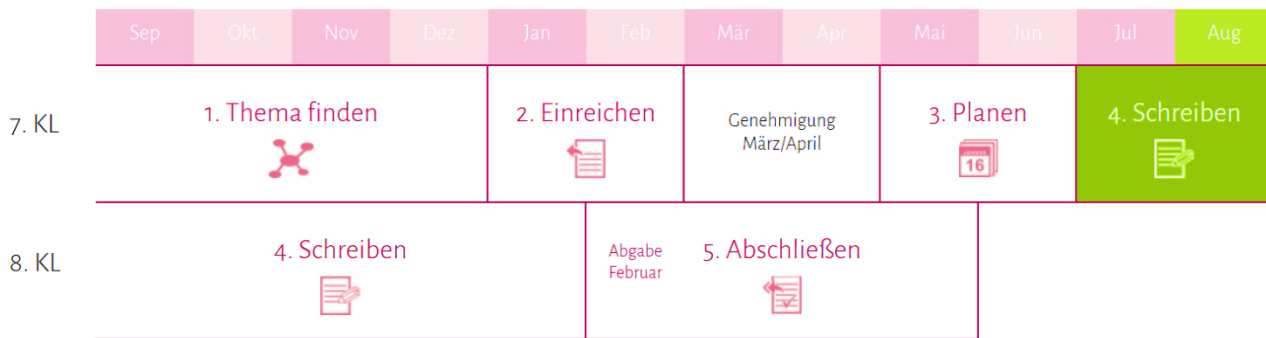 Sep Okt Nov Dez Jan Feb Mär Apr Mai Jun Jul Aug
7. KL
1. Thema finden
2. Einreichen
Genehmigung
März/April
3. Planen
16
4. Schreiben
8. KL
4. Schreiben
Abgabe
Februar
5. Abschließen